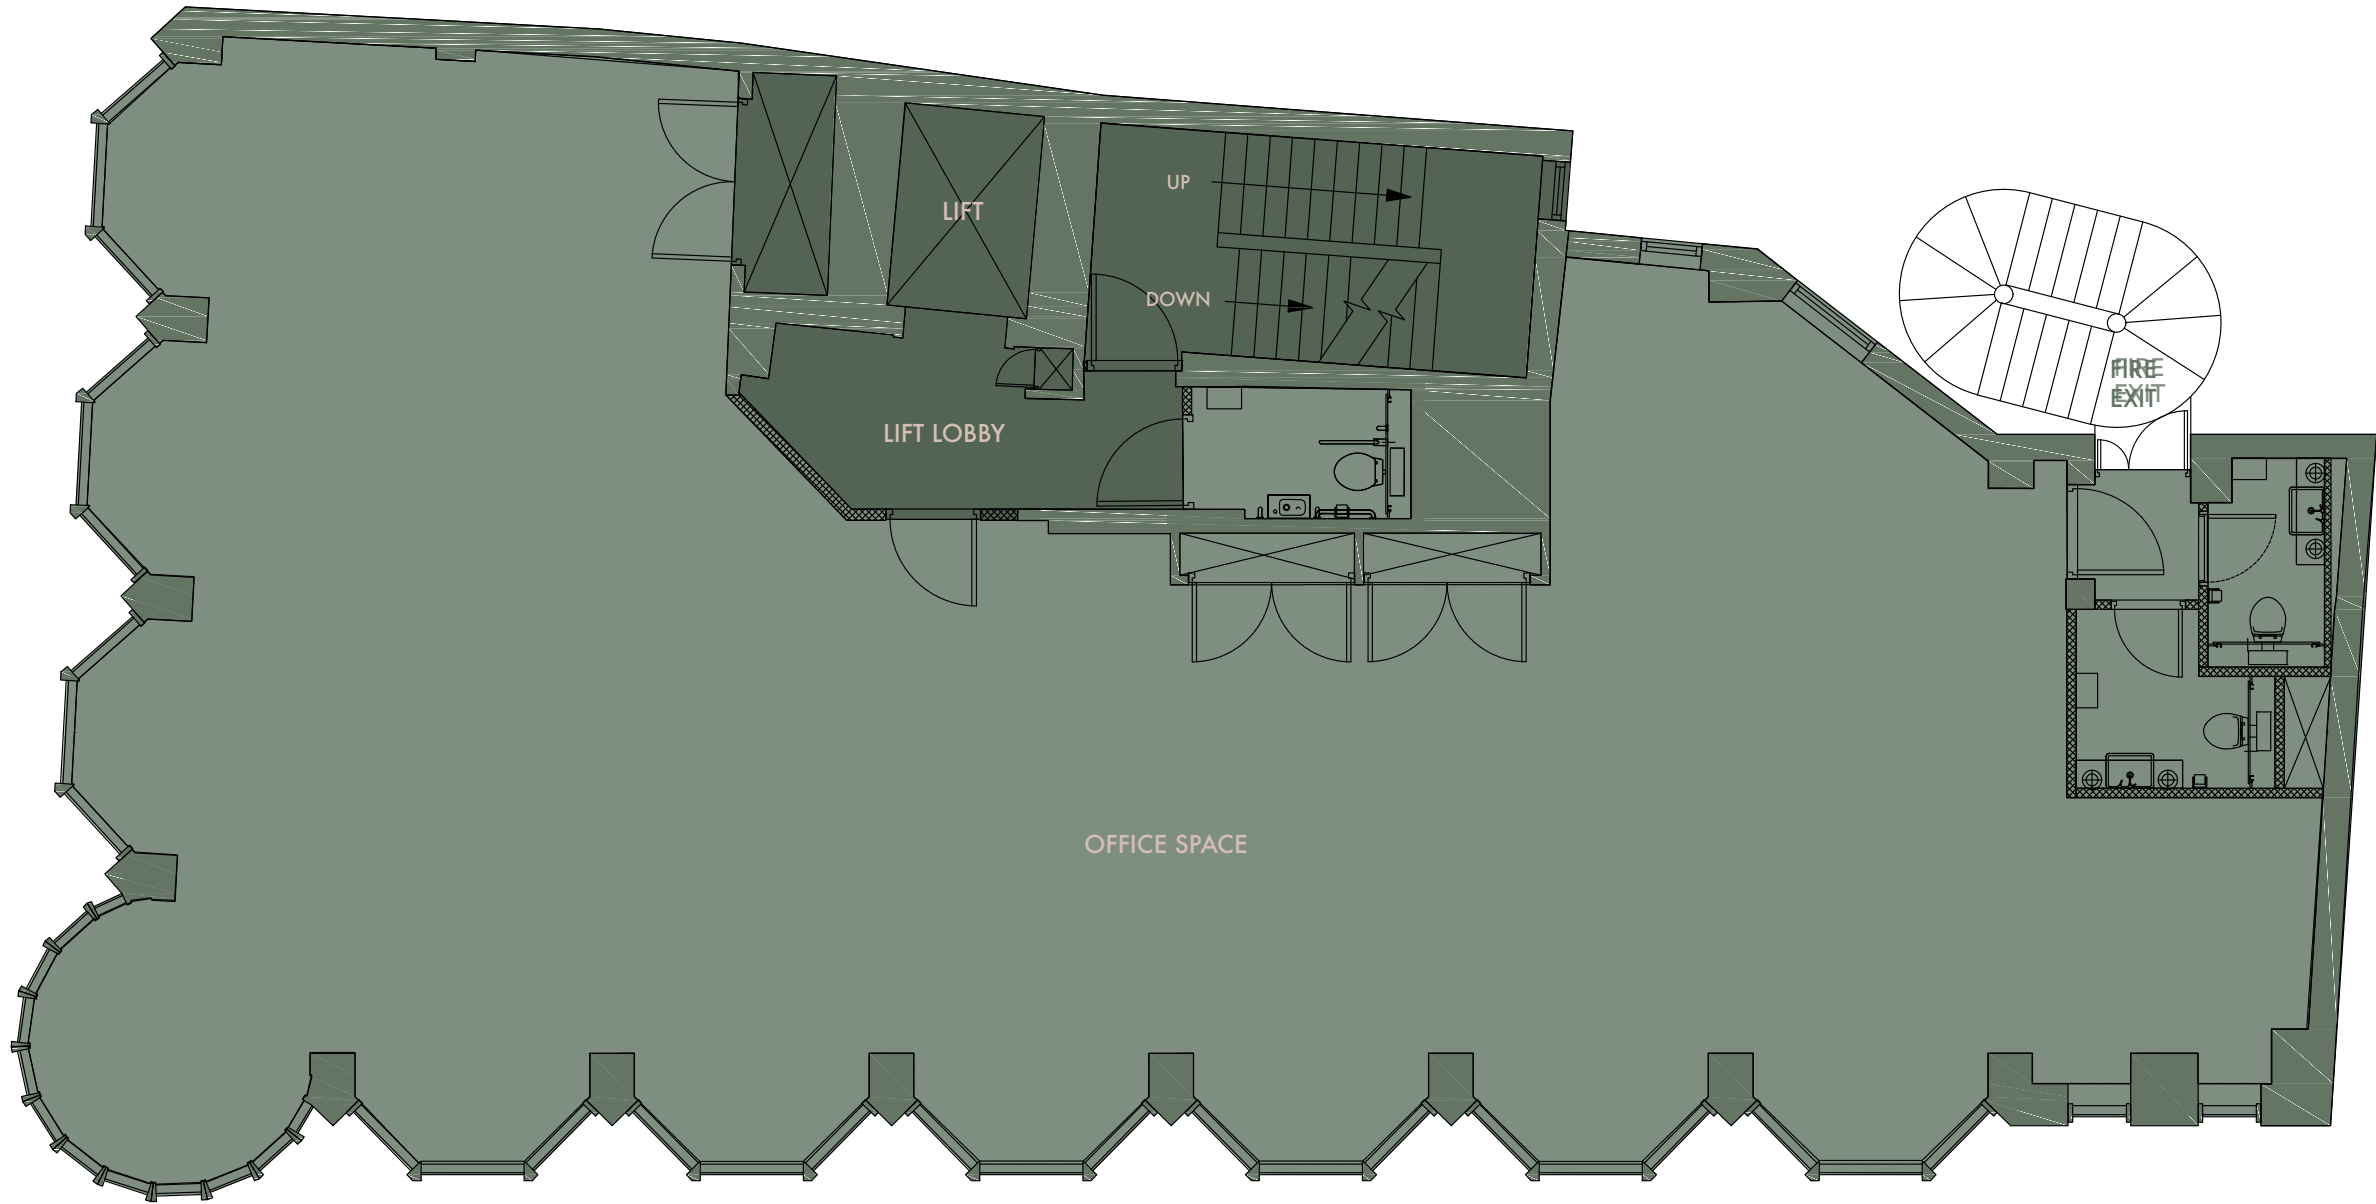 UP
LIFT
DOWN
FIRE
EXIT
LIFT LOBBY
OFFICE SPACE